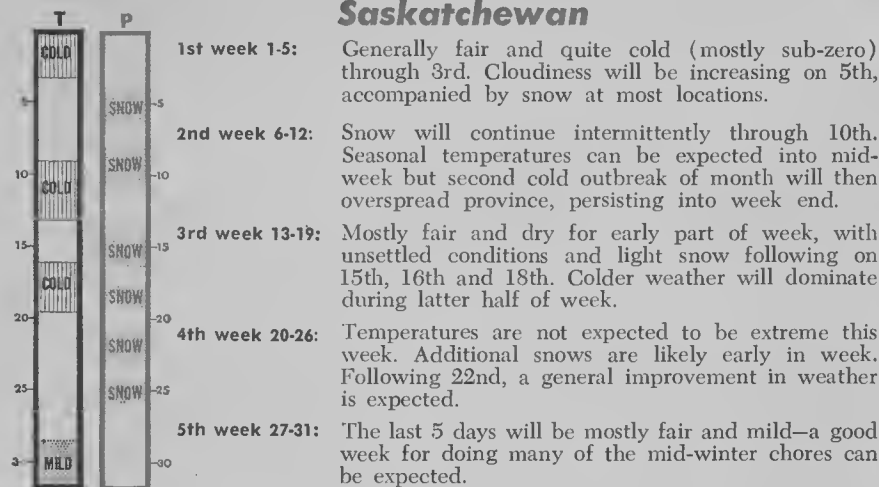 Saskatchewan
T P
COLD
5
SNOW -5
SNOW
10 -10
COLD
15 -15
SNOW
COLD
SNOW
20 -20
SNOW
25 -25
SNOW
MILD
3 -30
1st week 1-5: Generally fair and quite cold (mostly sub-zero)
through 3rd. Cloudiness will be increasing on 5th,
accompanied by snow at most locations.
2nd week 6-12: Snow will continue intermittently through 10th.
Seasonal temperatures can be expected into mid-
week but second cold outbreak of month will then
overspread province, persisting into week end.
3rd week 13-19: Mostly fair and dry for early part of week, with
unsettled conditions and light snow following on
15th, 16th and 18th. Colder weather will dominate
during latter half of week.
4th week 20-26: Temperatures are not expected to be extreme this
week. Additional snows are likely early in week.
Following 22nd, a general improvement in weather
is expected.
5th week 27-31: The last 5 days will be mostly fair and mild—a good
week for doing many of the mid-winter chores can
be expected.